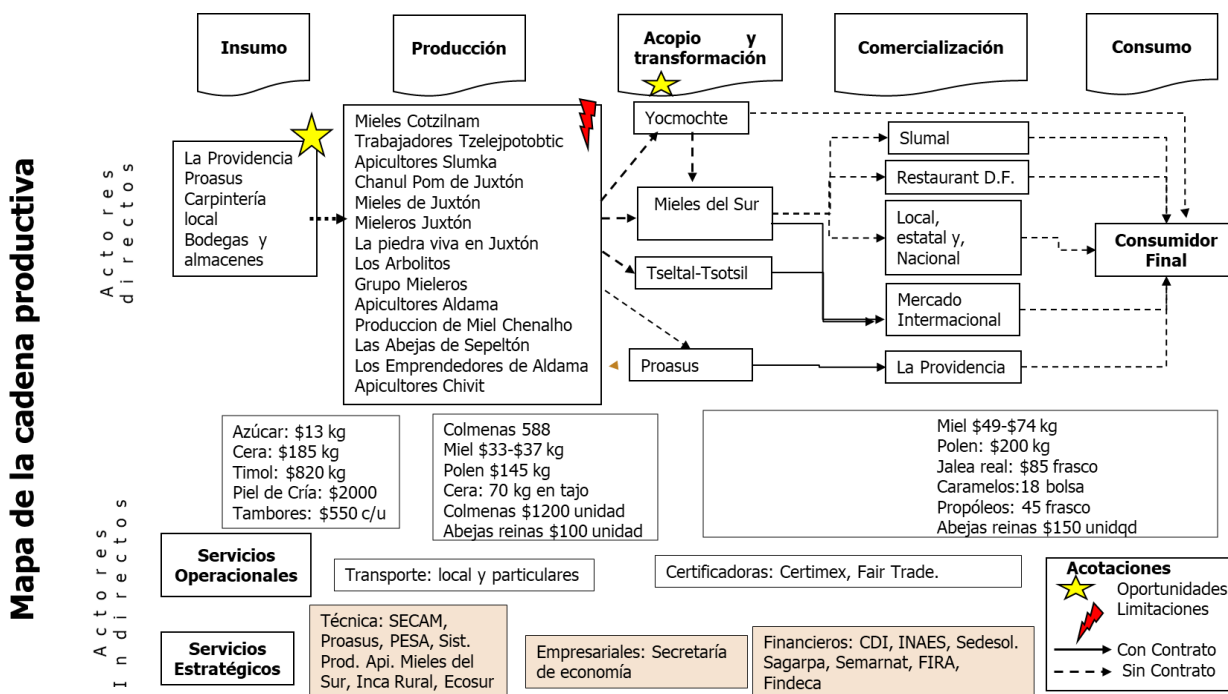 Mapa de la cadena productiva
Actores
directos
Insumo
Producción
Acopio y
transformación
Comercialización
Consumo
La Providencia
Proasus
Carpintería
local
Bodegas y
almacenes
Mieles Cotzilnam
Trabajadores Tzelejpotobtic
Apicultores Slumka
Chanul Pom de Juxtón
Mieles de Juxtón
Mieleros Juxtón
La piedra viva en Juxtón
Los Arbolitos
Grupo Mieleros
Apicultores Aldama
Produccion de Miel Chenalho
Las Abejas de Sepeltón
Los Emprendedores de Aldama
Apicultores Chivit
Yocmochte
Mieles del Sur
Tseltal-Tsotsil
Proasus
Slumal
Restaurant D.F.
Local,
estatal y,
Nacional
Mercado
Internacional
La Providencia
Consumidor
Final
Azúcar: $13 kg
Cera: $185 kg
Timol: $820 kg
Piel de Cría: $2000
Tambores: $550 c/u
Colmenas 588
Miel $33-$37 kg
Polen $145 kg
Cera: 70 kg en tajo
Colmenas $1200 unidad
Abejas reinas $100 unidad
Miel $49-$74 kg
Polen: $200 kg
Jalea real: $85 frasco
Caramelos:18 bolsa
Propóleos: 45 frasco
Abejas reinas $150 unidqd
Actores
Indirectos
Servicios
Operacionales
Transporte: local y particulares
Certificadoras: Certimex, Fair Trade.
Servicios
Estratégicos
Técnica: SECAM,
Proasus, PESA, Sist.
Prod. Api. Mieles del
Sur, Inca Rural, Ecosur
Empresariales: Secretaría
de economía
Financieros: CDI, INAES, Sedesol.
Sagarpa, Semarnat, FIRA,
Findeca
Acotaciones
Oportunidades
Limitaciones
Con Contrato
Sin Contrato